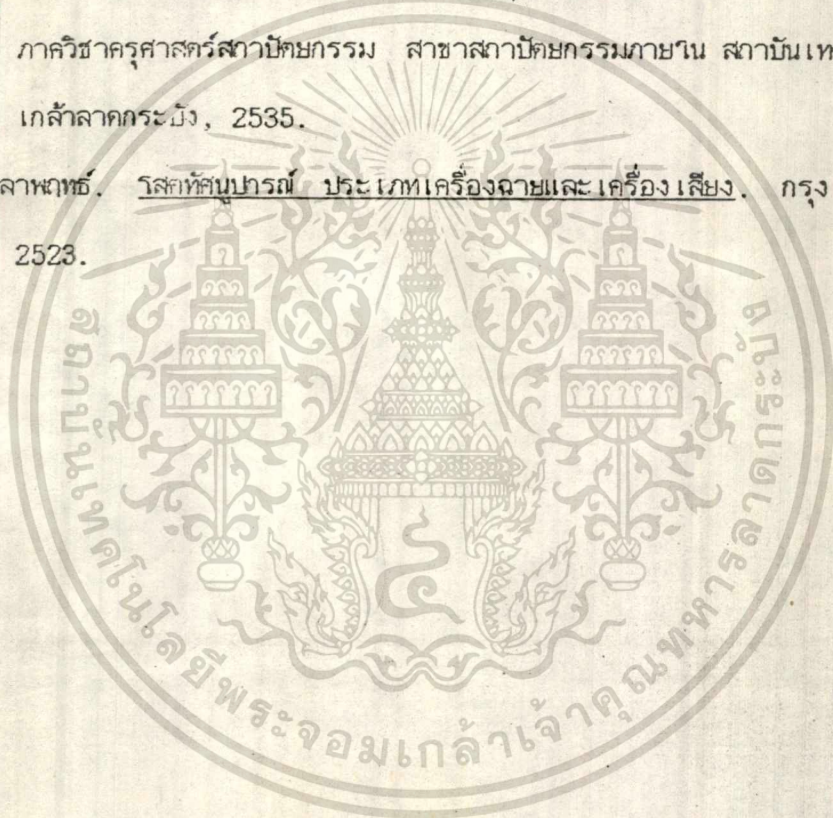 ภาควิชาครุศาสตร์สถาปัตยกรรม สาขาสถาปัตยกรรมภายใน สถาบันเท
เกล้าลาดกระบัง, 2535.
ลาพฤทธ์. โสตทัศนูปกรณ์ ประเภทเครื่องฉายและเครื่องเสียง. กรุง
2523.
สถาบันเทคโนโลยีพระจอมเกล้าเจ้าคุณทหารลาดกระบัง